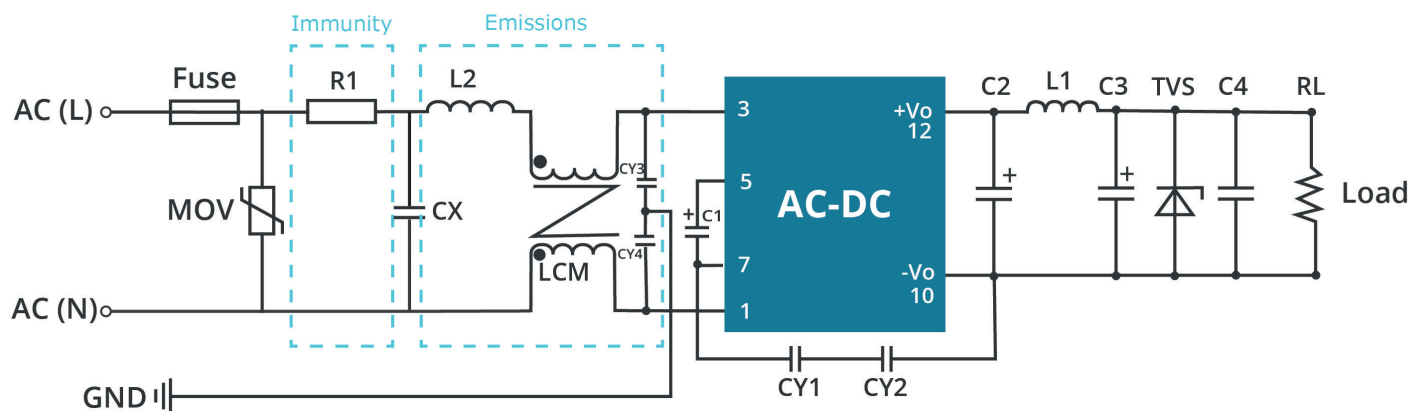 Immunity
Emissions
Fuse
R1
L2
C2
L1
C3
TVS
C4
RL
AC (L)
3
+Vo
12
CY3
MOV
CX
5
AC-DC
+
+
Load
+
C1
CY4
LCM
7
-Vo
10
AC (N)
1
CY1
CY2
GND